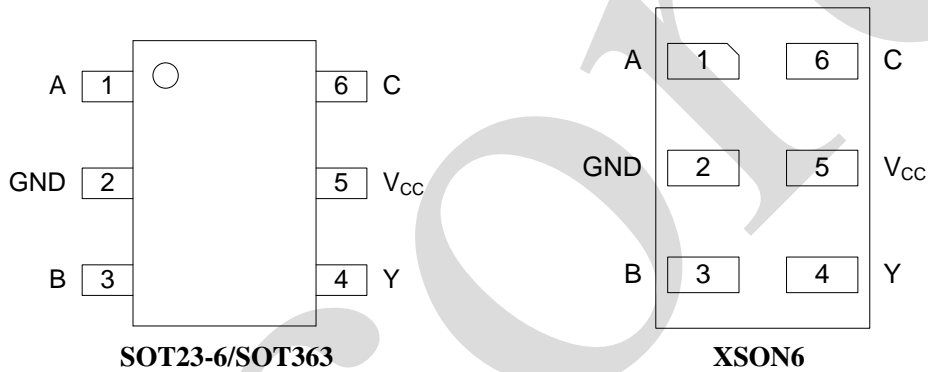 A 1 6 C
GND 2 5 VCC
B 3 4 Y
SOT23-6/SOT363
A 1 6 C
GND 2 5 VCC
B 3 4 Y
XSON6